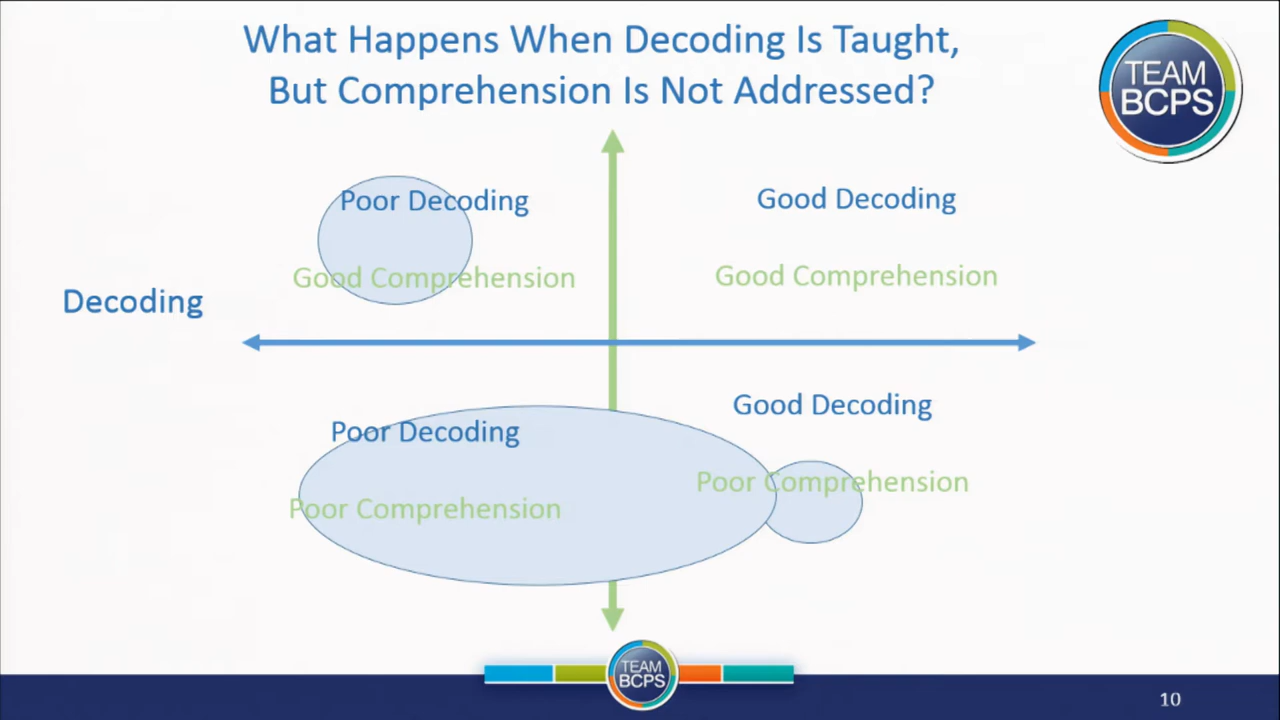 What Happens When Decoding Is Taught,
But Comprehension Is Not Addressed?
TEAM
BCPS
Poor Decoding
Good Comprehension
Good Decoding
Good Comprehension
Decoding
Poor Decoding
Poor Comprehension
Good Decoding
Poor Comprehension
TEAM
BCPS
10